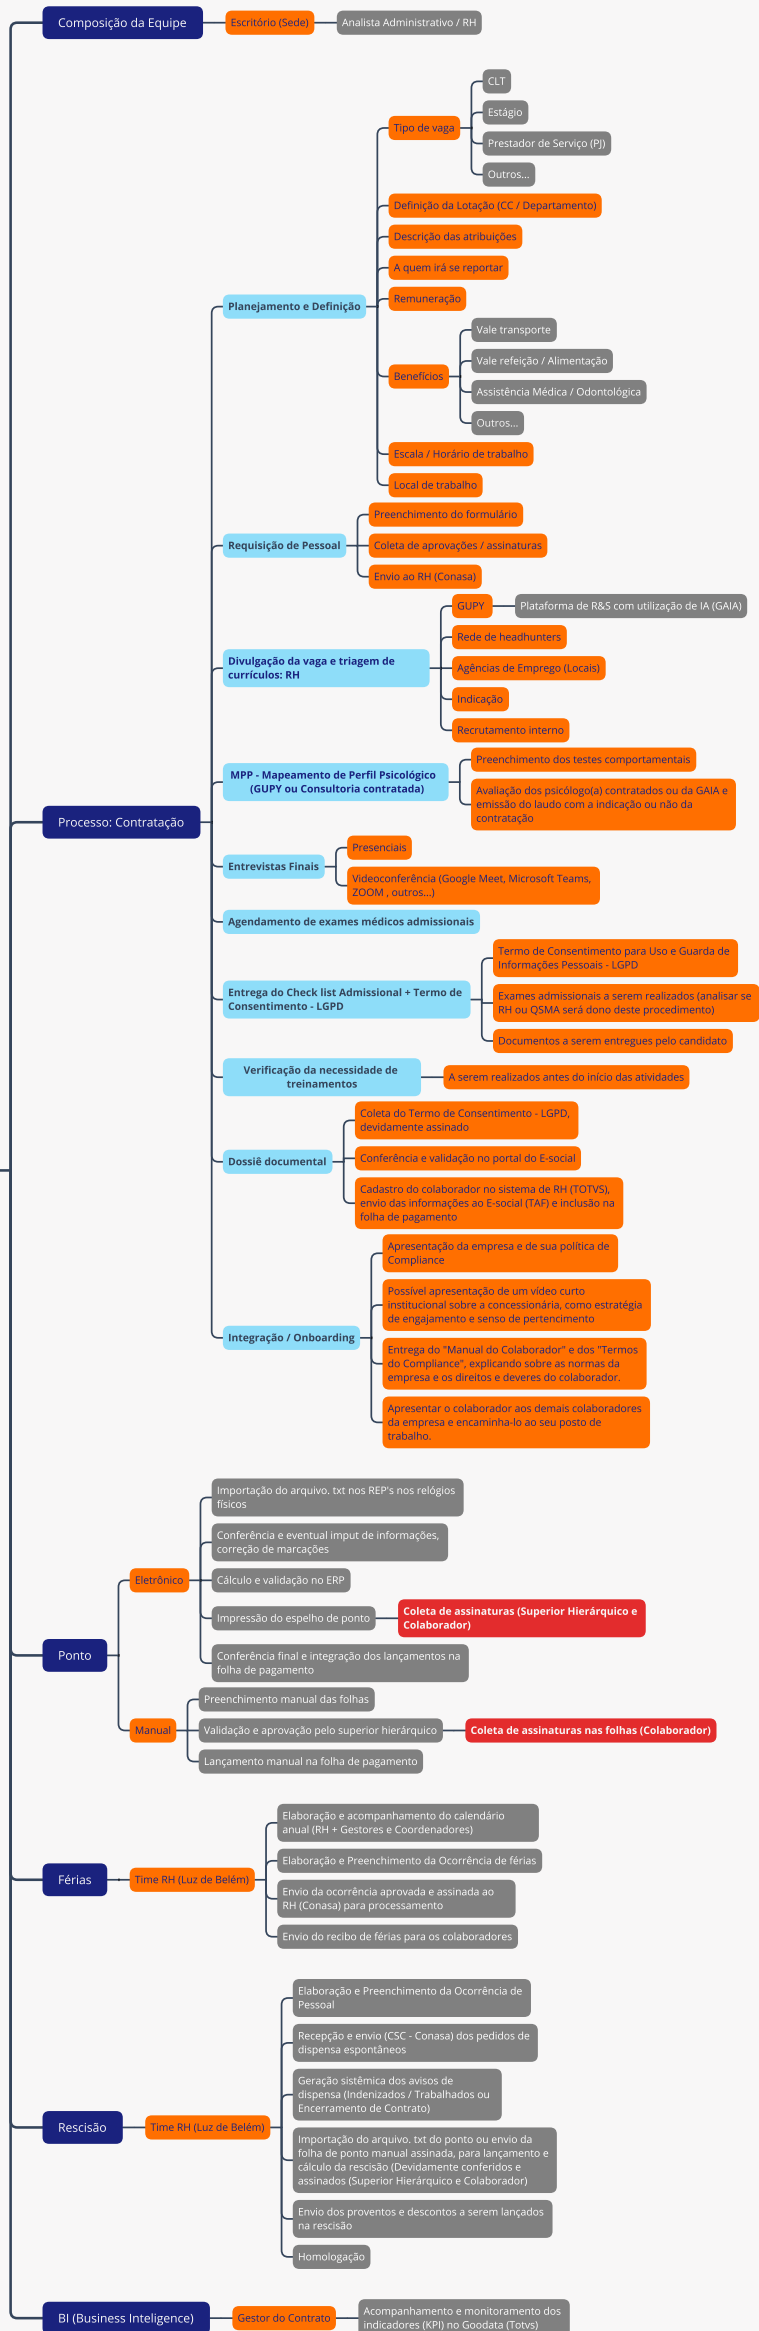 Composição da Equipe
Escritório (Sede)
Analista Administrativo / RH
Processo: Contratação
Planejamento e Definição
Tipo de vaga
CLT
Estágio
Prestador de Serviço (PJ)
Outros...
Definição da Lotação (CC / Departamento)
Descrição das atribuições
A quem irá se reportar
Remuneração
Benefícios
Vale transporte
Vale refeição / Alimentação
Assistência Médica / Odontológica
Outros...
Escala / Horário de trabalho
Local de trabalho
Requisição de Pessoal
Preenchimento do formulário
Coleta de aprovações / assinaturas
Envio ao RH (Conasa)
Divulgação da vaga e triagem de
currículos: RH
GUPY
Plataforma de R&S com utilização de IA (GAIA)
Rede de headhunters
Agências de Emprego (Locais)
Indicação
Recrutamento interno
MPP - Mapeamento de Perfil Psicológico
(GUPY ou Consultoria contratada)
Preenchimento dos testes comportamentais
Avaliação dos psicólogo(a) contratados ou da GAIA e
emissão do laudo com a indicação ou não da
contratação
Entrevistas Finais
Presenciais
Videoconferência (Google Meet, Microsoft Teams,
ZOOM , outros...)
Agendamento de exames médicos admissionais
Entrega do Check list Admissional + Termo de
Consentimento - LGPD
Termo de Consentimento para Uso e Guarda de
Informações Pessoais - LGPD
Exames admissionais a serem realizados (analisar se
RH ou QSMA será dono deste procedimento)
Documentos a serem entregues pelo candidato
Verificação da necessidade de
treinamentos
A serem realizados antes do início das atividades
Dossiê documental
Coleta do Termo de Consentimento - LGPD,
devidamente assinado
Conferência e validação no portal do E-social
Cadastro do colaborador no sistema de RH (TOTVS),
envio das informações ao E-social (TAF) e inclusão na
folha de pagamento
Integração / Onboarding
Apresentação da empresa e de sua política de
Compliance
Possível apresentação de um vídeo curto
institucional sobre a concessionária, como estratégia
de engajamento e senso de pertencimento
Entrega do "Manual do Colaborador" e dos "Termos
do Compliance", explicando sobre as normas da
empresa e os direitos e deveres do colaborador.
Apresentar o colaborador aos demais colaboradores
da empresa e encaminha-lo ao seu posto de
trabalho.
Ponto
Eletrônico
Importação do arquivo. txt nos REP's nos relógios
físicos
Conferência e eventual imput de informações,
correção de marcações
Cálculo e validação no ERP
Impressão do espelho de ponto
Coleta de assinaturas (Superior Hierárquico e
Colaborador)
Conferência final e integração dos lançamentos na
folha de pagamento
Manual
Preenchimento manual das folhas
Validação e aprovação pelo superior hierárquico
Coleta de assinaturas nas folhas (Colaborador)
Lançamento manual na folha de pagamento
Férias
Time RH (Luz de Belém)
Elaboração e acompanhamento do calendário
anual (RH + Gestores e Coordenadores)
Elaboração e Preenchimento da Ocorrência de férias
Envio da ocorrência aprovada e assinada ao
RH (Conasa) para processamento
Envio do recibo de férias para os colaboradores
Rescisão
Time RH (Luz de Belém)
Elaboração e Preenchimento da Ocorrência de
Pessoal
Recepção e envio (CSC - Conasa) dos pedidos de
dispensa espontâneos
Geração sistêmica dos avisos de
dispensa (Indenizados / Trabalhados ou
Encerramento de Contrato)
Importação do arquivo. txt do ponto ou envio da
folha de ponto manual assinada, para lançamento e
cálculo da rescisão (Devidamente conferidos e
assinados (Superior Hierárquico e Colaborador)
Envio dos proventos e descontos a serem lançados
na rescisão
Homologação
BI (Business Inteligence)
Gestor do Contrato
Acompanhamento e monitoramento dos
indicadores (KPI) no Goodata (Totvs)